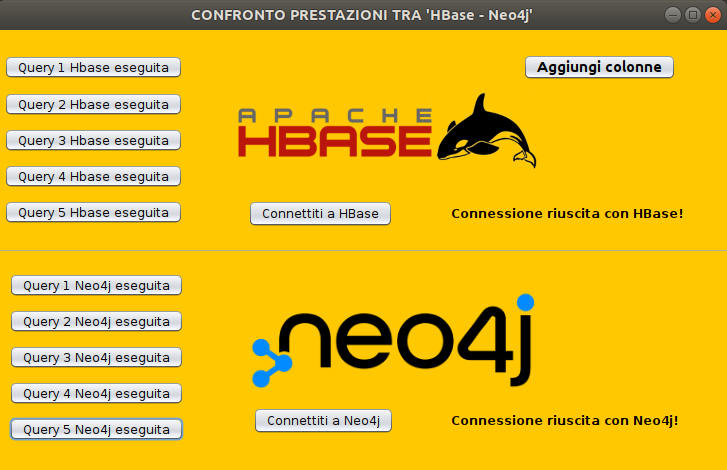 CONFRONTO PRESTAZIONI TRA 'HBase - Neo4j'
Query 1 Hbase eseguita
Aggiungi colonne
Query 2 Hbase eseguita
APACHE
HBASE
Query 3 Hbase eseguita
Query 4 Hbase eseguita
Query 5 Hbase eseguita
Connettiti a HBase
Connessione riuscita con HBase!
Query 1 Neo4j eseguita
Query 2 Neo4j eseguita
neo4j
Query 3 Neo4j eseguita
Query 4 Neo4j eseguita
Query 5 Neo4j eseguita
Connettiti a Neo4j
Connessione riuscita con Neo4j!